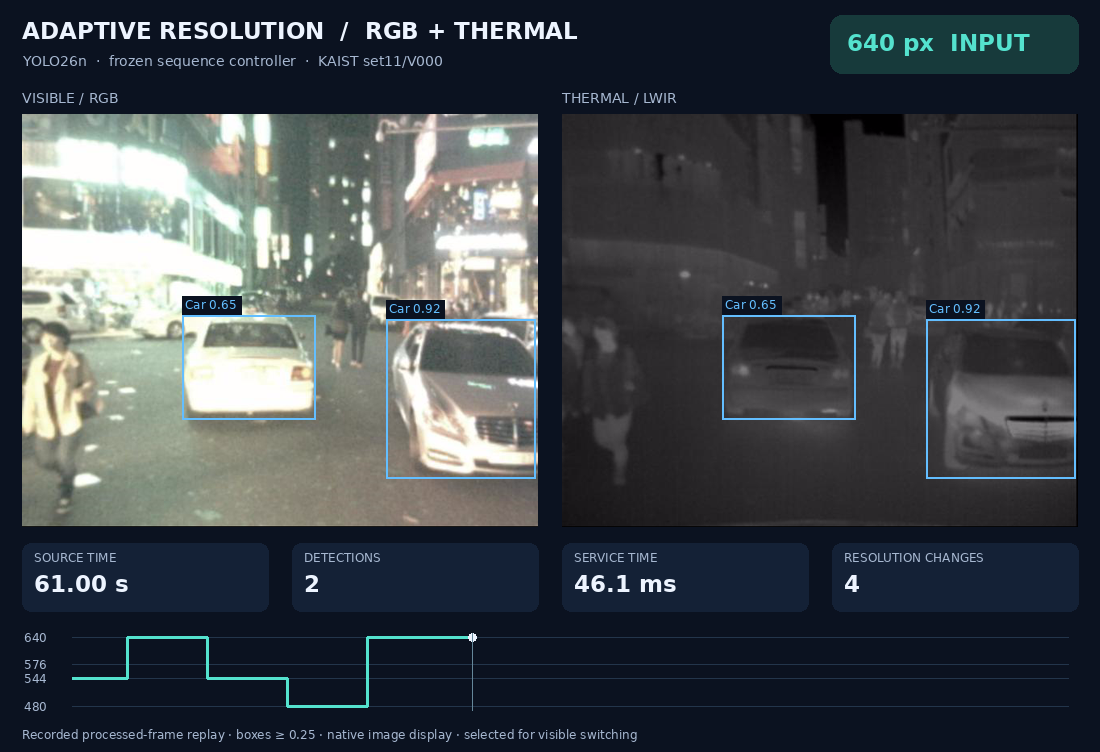 ADAPTIVE RESOLUTION / RGB + THERMAL
640 px INPUT
YOLO26n · frozen sequence controller · KAIST set11/V000
VISIBLE / RGB
THERMAL / LWIR
Car 0.65
Car 0.92
Car 0.65
Car 0.92
SOURCE TIME
61.00 s
DETECTIONS
2
SERVICE TIME
46.1 ms
RESOLUTION CHANGES
4
640
576
544
480
Recorded processed-frame replay · boxes ≥ 0.25 · native image display · selected for visible switching